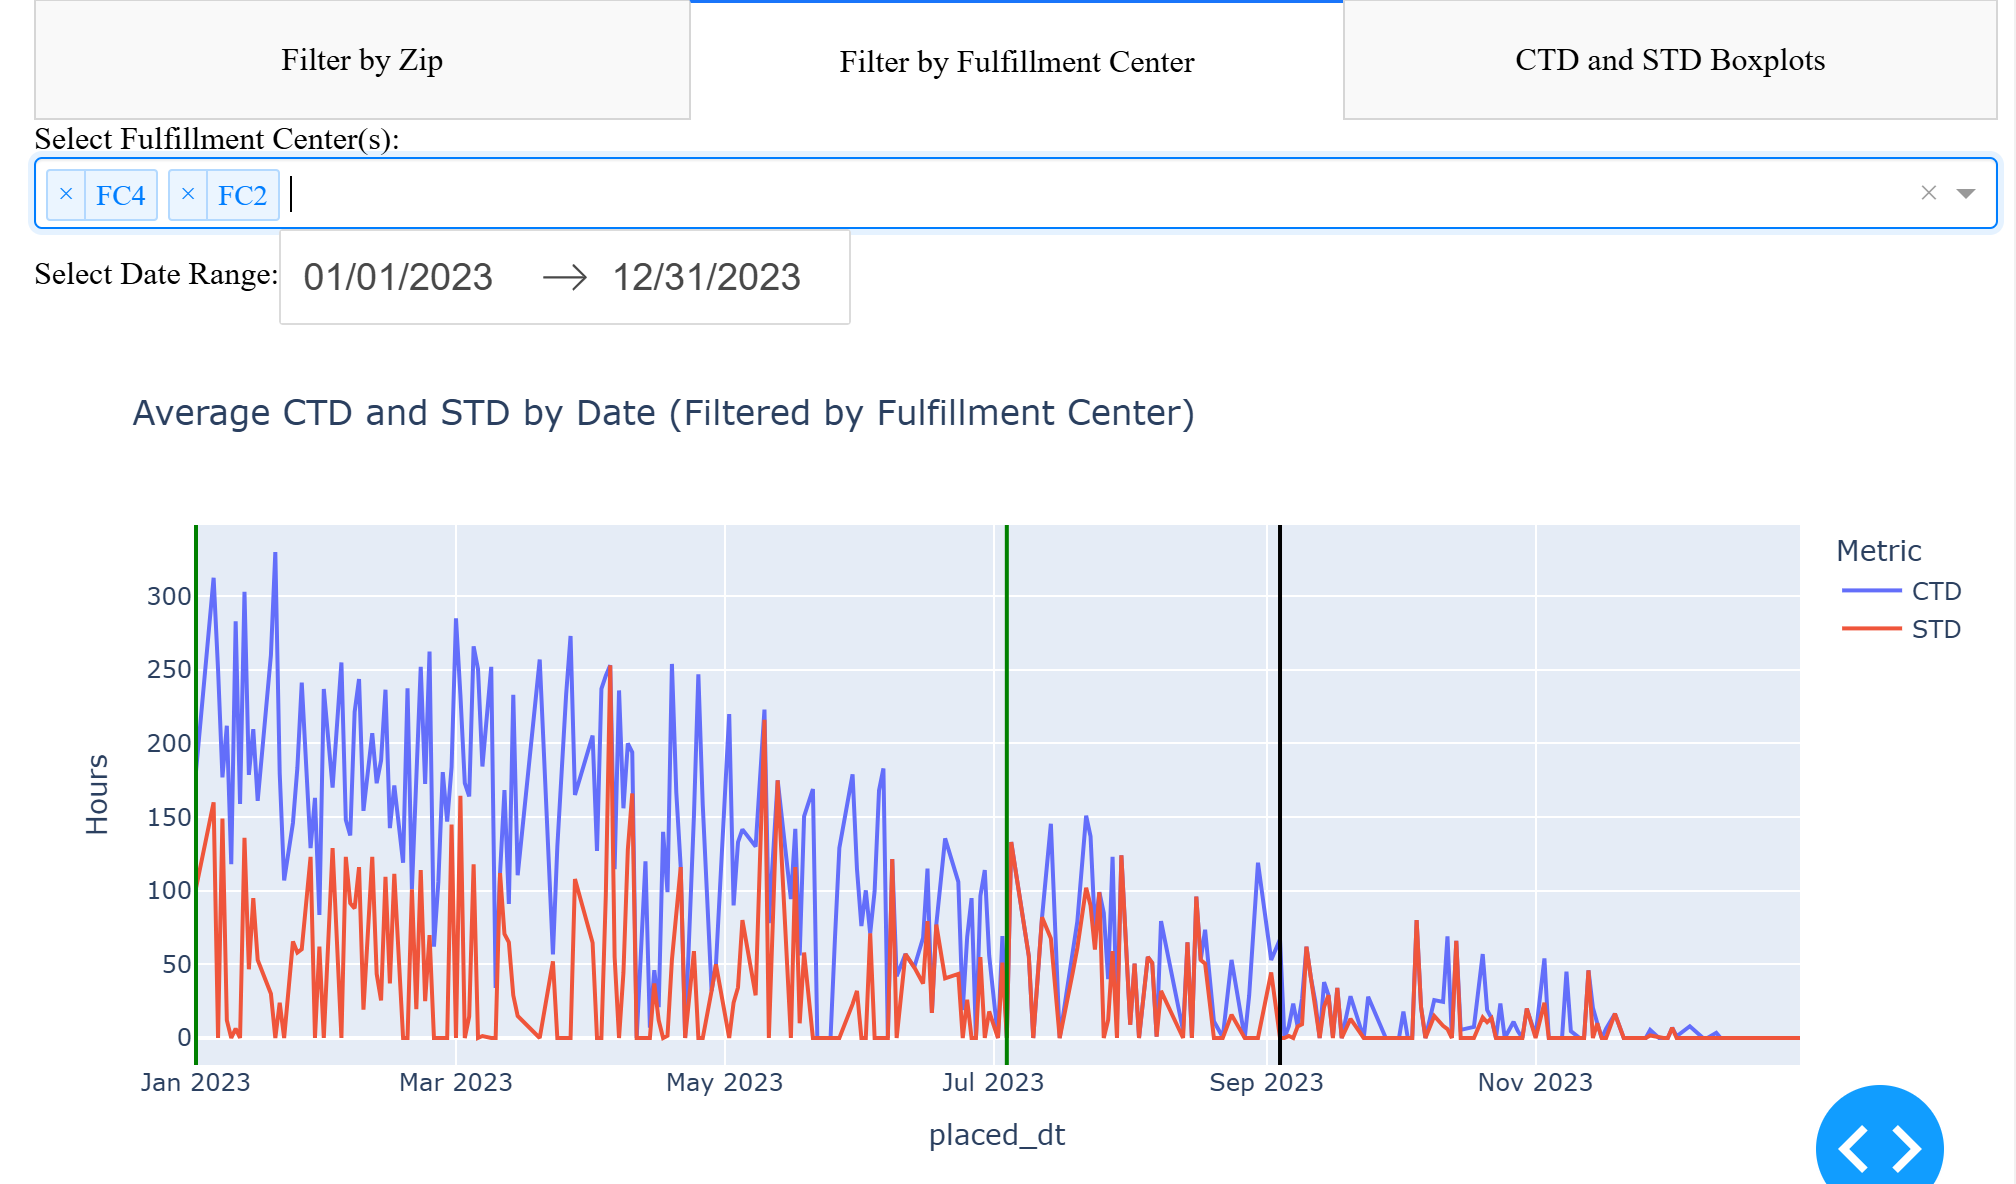 Filter by Zip
Filter by Fulfillment Center
CTD and STD Boxplots
Select Fulfillment Center(s):
× FC4 × FC2 ×
Select Date Range: 01/01/2023 → 12/31/2023
Average CTD and STD by Date (Filtered by Fulfillment Center)
Metric
CTD
STD
Hours
300
250
200
150
100
50
0
Jan 2023 Mar 2023 May 2023 Jul 2023 Sep 2023 Nov 2023
placed_dt